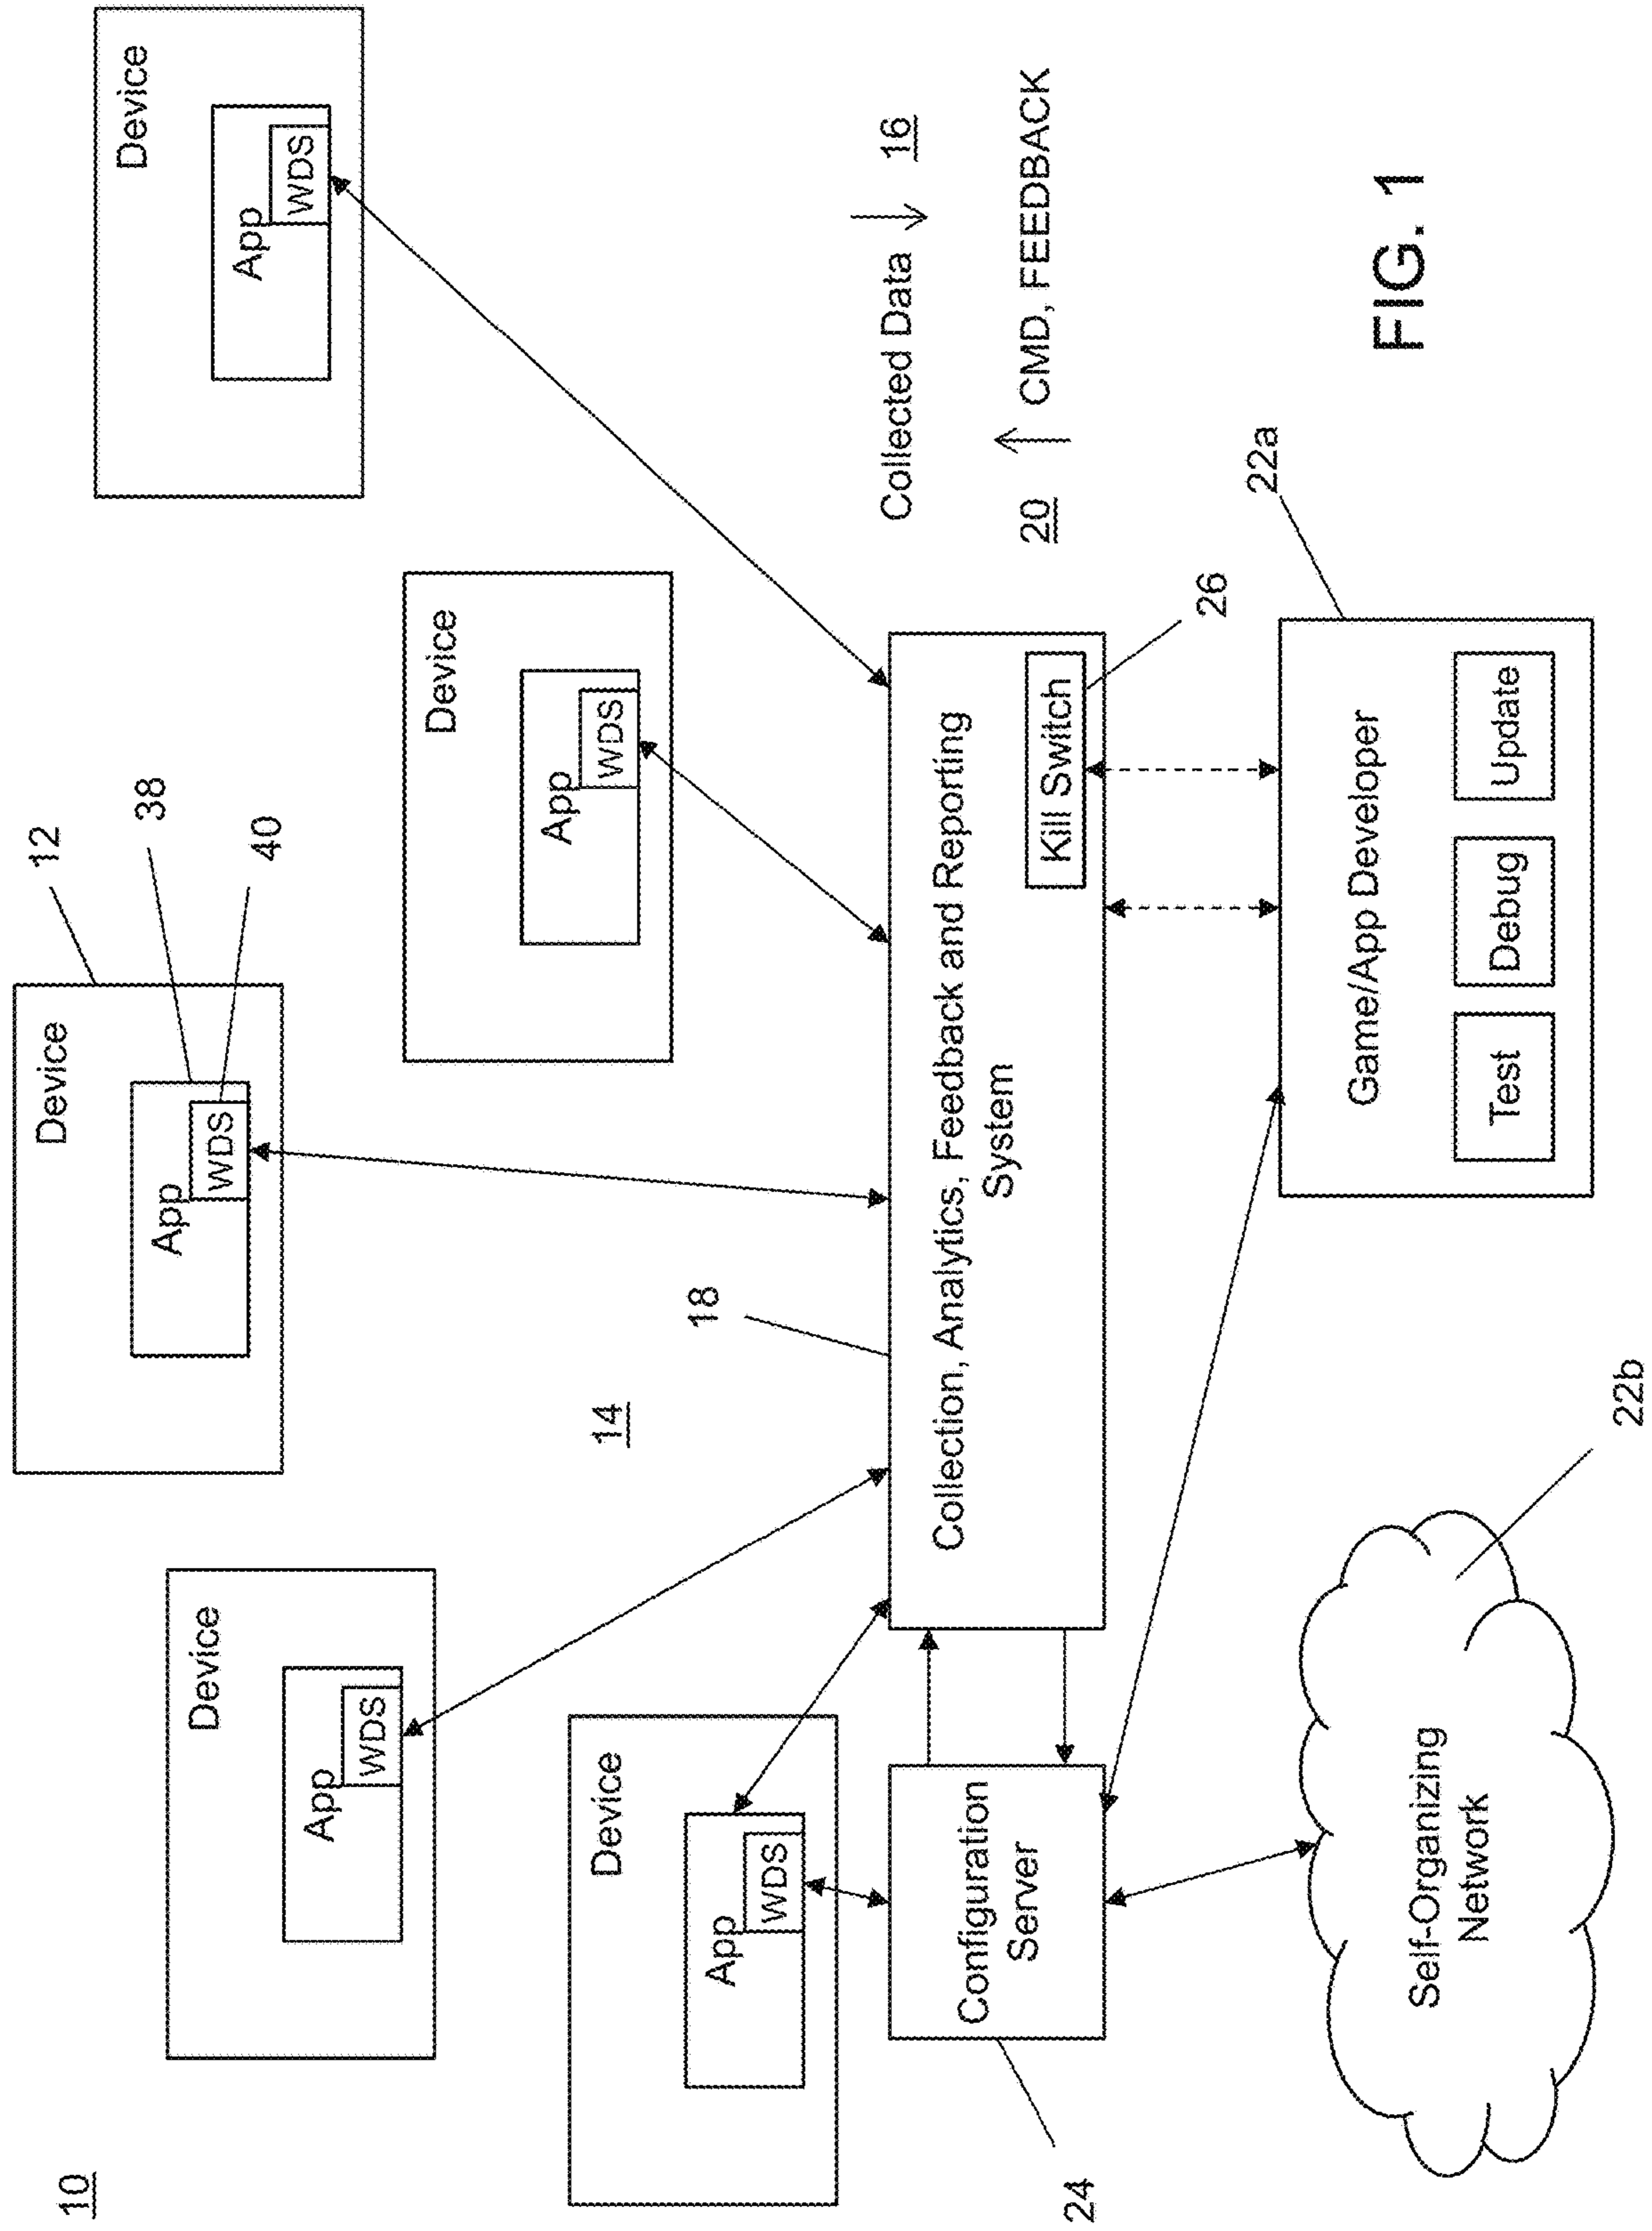 10
Device
App
WDS
Device
App
WDS
12
Device
App
WDS
38
40
Device
App
WDS
Device
App
WDS
14
18
Collection, Analytics, Feedback and Reporting
System
Kill Switch
26
Configuration
Server
24
Collected Data
16
20
CMD, FEEDBACK
Self-Organizing
Network
22b
Game/App Developer
Test
Debug
Update
22a
FIG. 1